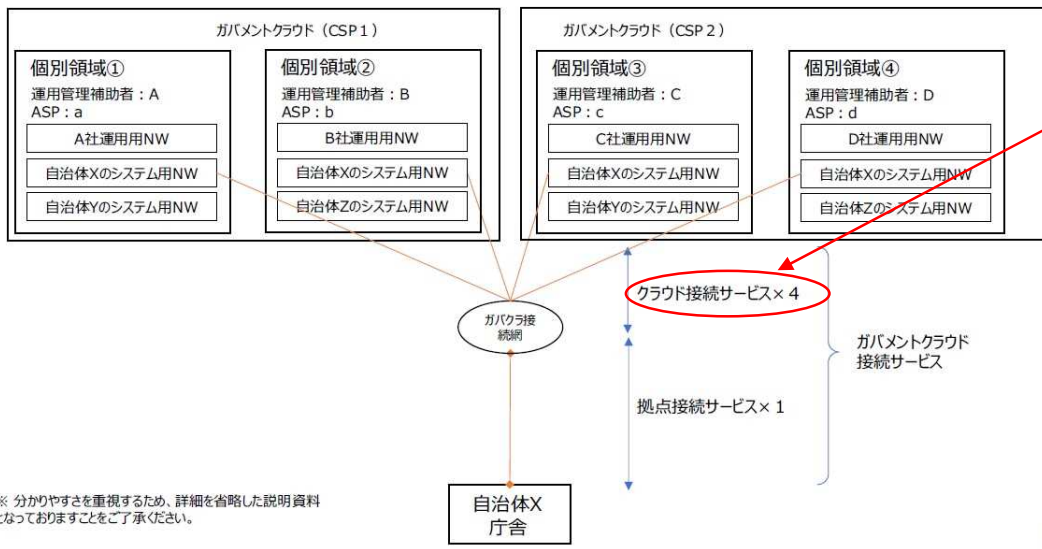 ガバメントクラウド（CSP１）
個別領域①
運用管理補助者：A
ASP：a
A社運用用NW
自治体Xのシステム用NW
自治体Yのシステム用NW
個別領域②
運用管理補助者：B
ASP：b
B社運用用NW
自治体Xのシステム用NW
自治体Zのシステム用NW
ガバメントクラウド（CSP２）
個別領域③
運用管理補助者：C
ASP：c
C社運用用NW
自治体Xのシステム用NW
自治体Yのシステム用NW
個別領域④
運用管理補助者：D
ASP：d
D社運用用NW
自治体Xのシステム用NW
自治体Zのシステム用NW
クラウド接続サービス×４
ガバクラ接
続網
ガバメントクラウド
接続サービス
拠点接続サービス×１
※ 分かりやすさを重視するため、詳細を省略した説明資料
となっておりますことをご了承ください。
自治体X
庁舎